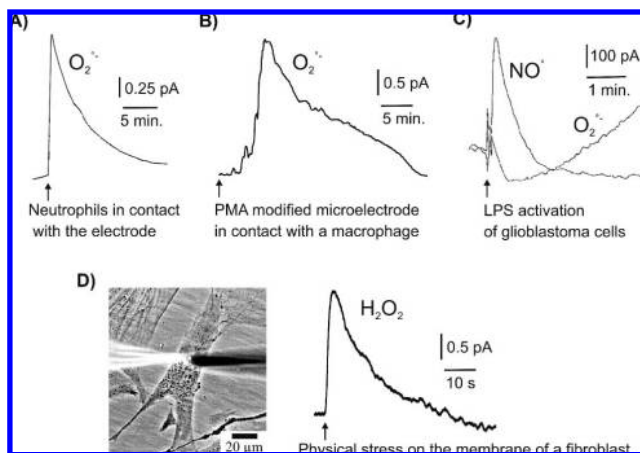 A)
B)
C)
O2•-
0.25 pA
5 min.
O2•-
0.5 pA
5 min.
NO•
100 pA
1 min.
O2•-
Neutrophils in contact
with the electrode
PMA modified microelectrode
in contact with a macrophage
LPS activation
of glioblastoma cells
D)
H2O2
0.5 pA
10 s
20 µm
Physical stress on the membrane of a fibroblast